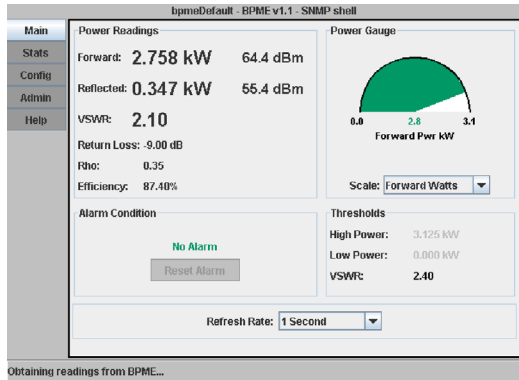 bpmeDefault - BPME v1.1 - SNMP shell
Main
Stats
Config
Admin
Help
Power Readings
Forward: 2.758 kW 64.4 dBm
Reflected: 0.347 kW 55.4 dBm
VSWR: 2.10
Return Loss: -9.00 dB
Rho: 0.35
Efficiency: 87.40%
Power Gauge
0.0 2.8 3.1
Forward Pwr kW
Scale: Forward Watts
Alarm Condition
No Alarm
Reset Alarm
Thresholds
High Power: 3.125 kW
Low Power: 0.000 kW
VSWR: 2.40
Refresh Rate: 1 Second
Obtaining readings from BPME...